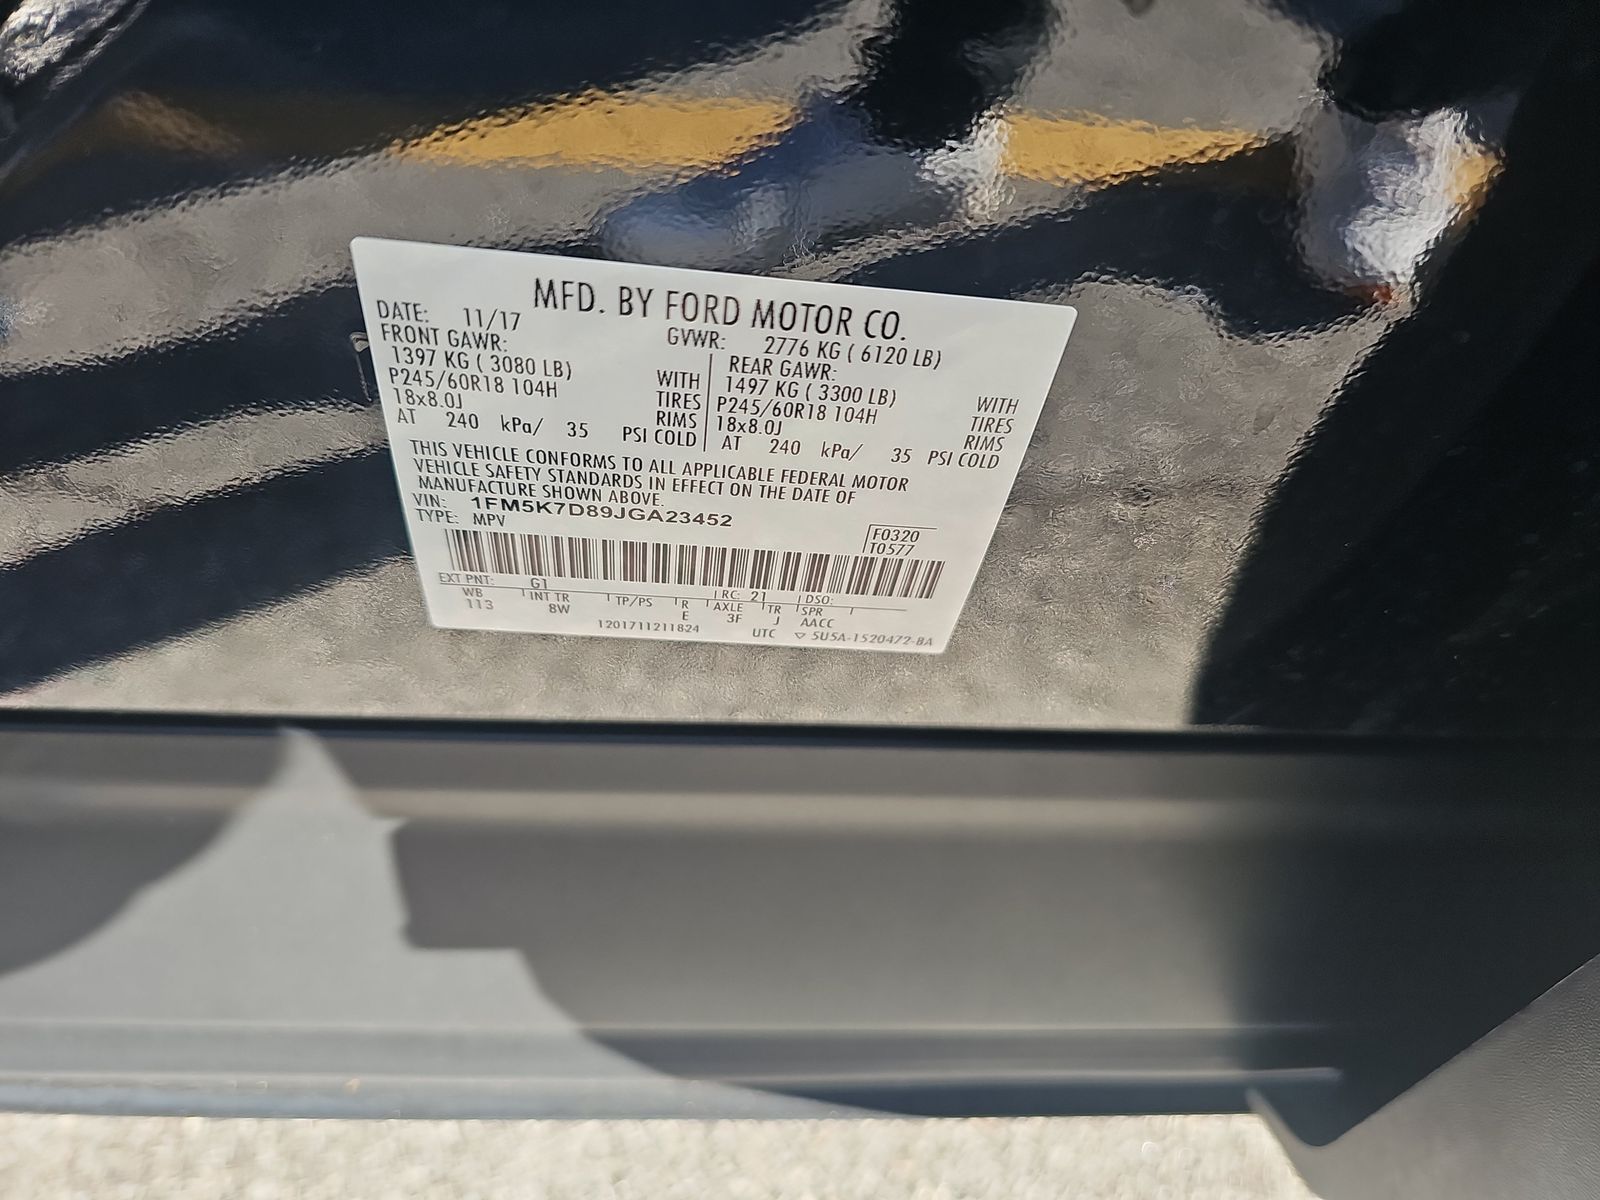 MFD. BY FORD MOTOR CO.
DATE: 11/17 GVWR: 2776 KG ( 6120 LB)
FRONT GAWR: REAR GAWR:
1397 KG ( 3080 LB) WITH 1497 KG ( 3300 LB) WITH
P245/60R18 104H TIRES P245/60R18 104H TIRES
18x8.0J RIMS 18x8.0J RIMS
AT 240 kPa/ 35 PSI COLD AT 240 kPa/ 35 PSI COLD
THIS VEHICLE CONFORMS TO ALL APPLICABLE FEDERAL MOTOR
VEHICLE SAFETY STANDARDS IN EFFECT ON THE DATE OF
MANUFACTURE SHOWN ABOVE.
VIN: 1FM5K7D89JGA23452
TYPE: MPV
F0320
T0577
EXT PNT: G1 RC: 21 DSO:
WB INT TR TP/PS R AXLE TR SPR
113 8W E 3F J AACC
1201711211824 UTC ▽ 5U5A-1520472-BA